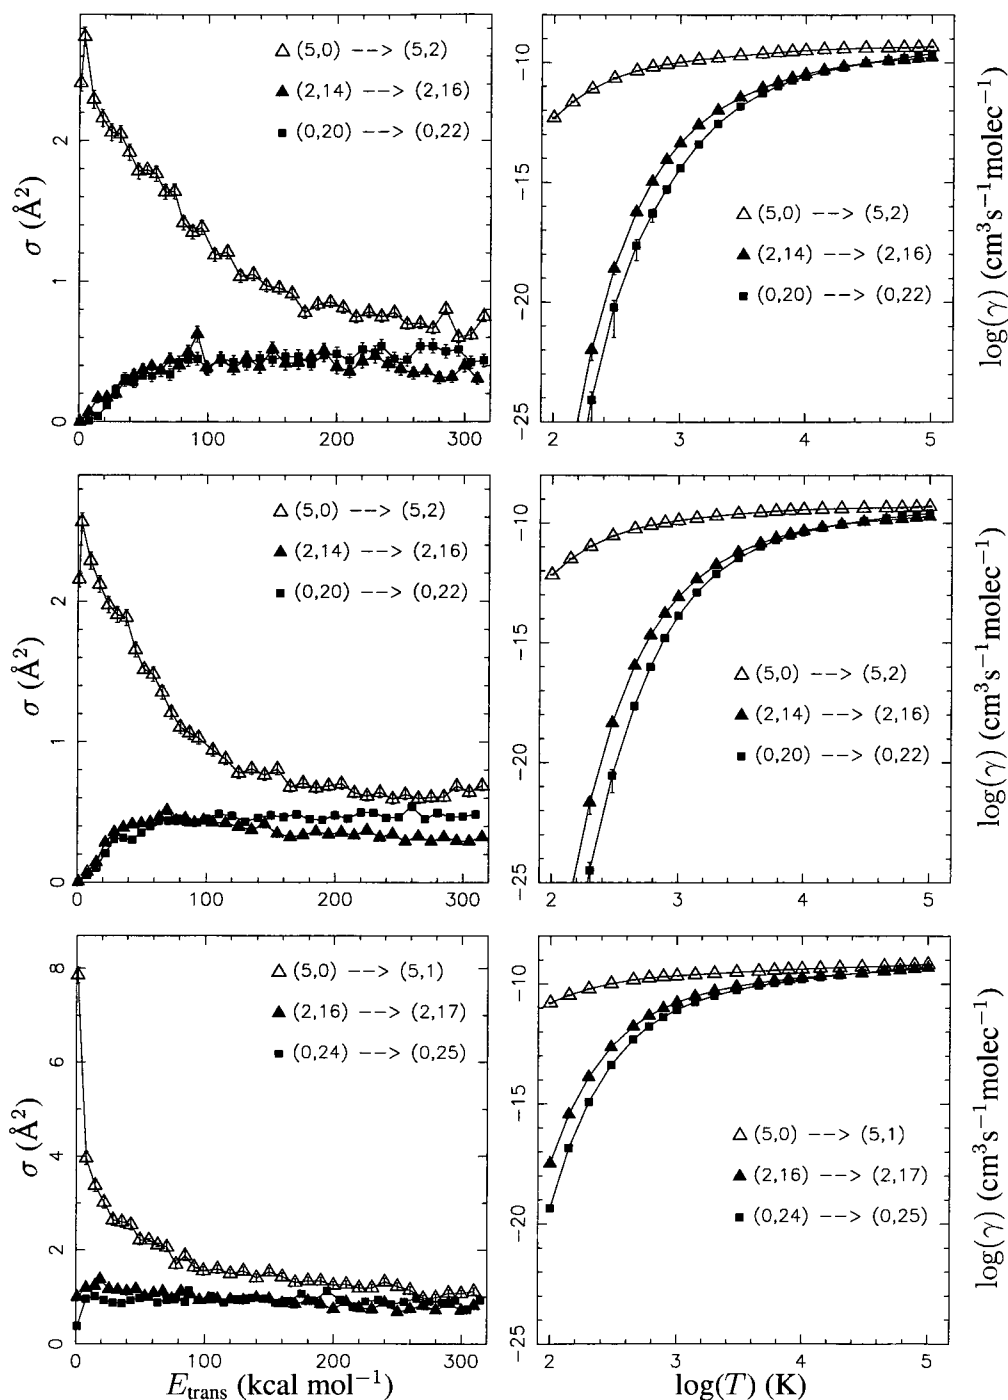 (5,0) --> (5,2)
(2,14) --> (2,16)
(0,20) --> (0,22)
σ (Å²)
2
1
0
0 100 200 300
(5,0) --> (5,2)
(2,14) --> (2,16)
(0,20) --> (0,22)
log(γ) (cm³s⁻¹molec⁻¹)
-10
-15
-20
-25
2 3 4 5
(5,0) --> (5,2)
(2,14) --> (2,16)
(0,20) --> (0,22)
σ (Å²)
2
1
0
0 100 200 300
(5,0) --> (5,2)
(2,14) --> (2,16)
(0,20) --> (0,22)
log(γ) (cm³s⁻¹molec⁻¹)
-10
-15
-20
-25
2 3 4 5
(5,0) --> (5,1)
(2,16) --> (2,17)
(0,24) --> (0,25)
σ (Å²)
8
6
4
2
0
0 100 200 300
E_trans (kcal mol⁻¹)
(5,0) --> (5,1)
(2,16) --> (2,17)
(0,24) --> (0,25)
log(γ) (cm³s⁻¹molec⁻¹)
-10
-15
-20
-25
2 3 4 5
log(T) (K)